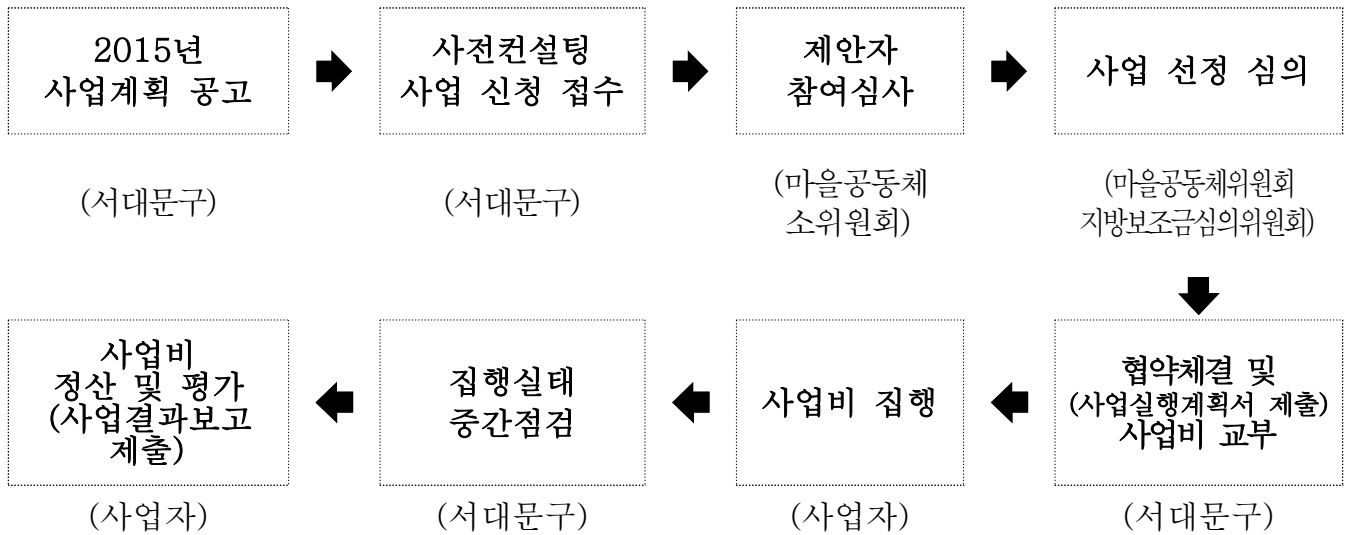 2015년
사업계획 공고
(서대문구)
사전컨설팅
사업 신청 접수
(서대문구)
제안자
참여심사
(마을공동체
소위원회)
사업 선정 심의
(마을공동체위원회
지방보조금심의위원회)
협약체결 및
(사업실행계획서 제출)
사업비 교부
(서대문구)
사업비 집행
(사업자)
집행실태
중간점검
(서대문구)
사업비
정산 및 평가
(사업결과보고
제출)
(사업자)